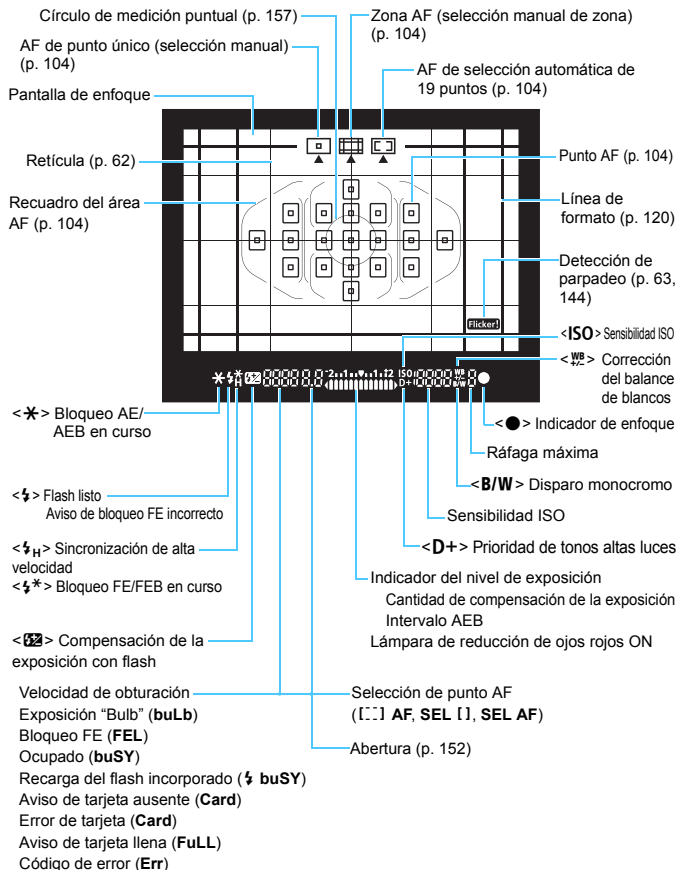 Círculo de medición puntual (p. 157)
Zona AF (selección manual de zona)
(p. 104)
AF de punto único (selección manual)
(p. 104)
AF de selección automática de
19 puntos (p. 104)
Pantalla de enfoque
Retícula (p. 62)
Punto AF (p. 104)
Recuadro del área
AF (p. 104)
Línea de
formato (p. 120)
Detección de
parpadeo (p. 63,
144)
Flicker!
<ISO> Sensibilidad ISO
<WB+/-> Corrección
del balance
de blancos
-2..1..▼..1.:2 ISO D+ WB +/- B/W
<✱> Bloqueo AE/
AEB en curso
<●> Indicador de enfoque
Ráfaga máxima
<B/W> Disparo monocromo
<⚡> Flash listo
Aviso de bloqueo FE incorrecto
Sensibilidad ISO
<D+> Prioridad de tonos altas luces
<⚡H> Sincronización de alta
velocidad
<⚡*> Bloqueo FE/FEB en curso
Indicador del nivel de exposición
Cantidad de compensación de la exposición
Intervalo AEB
Lámpara de reducción de ojos rojos ON
<⚡±> Compensación de la
exposición con flash
Velocidad de obturación
Exposición “Bulb” (buLb)
Bloqueo FE (FEL)
Ocupado (buSY)
Recarga del flash incorporado (⚡ buSY)
Aviso de tarjeta ausente (Card)
Error de tarjeta (Card)
Aviso de tarjeta llena (FuLL)
Código de error (Err)
Selección de punto AF
([---] AF, SEL [ ], SEL AF)
Abertura (p. 152)